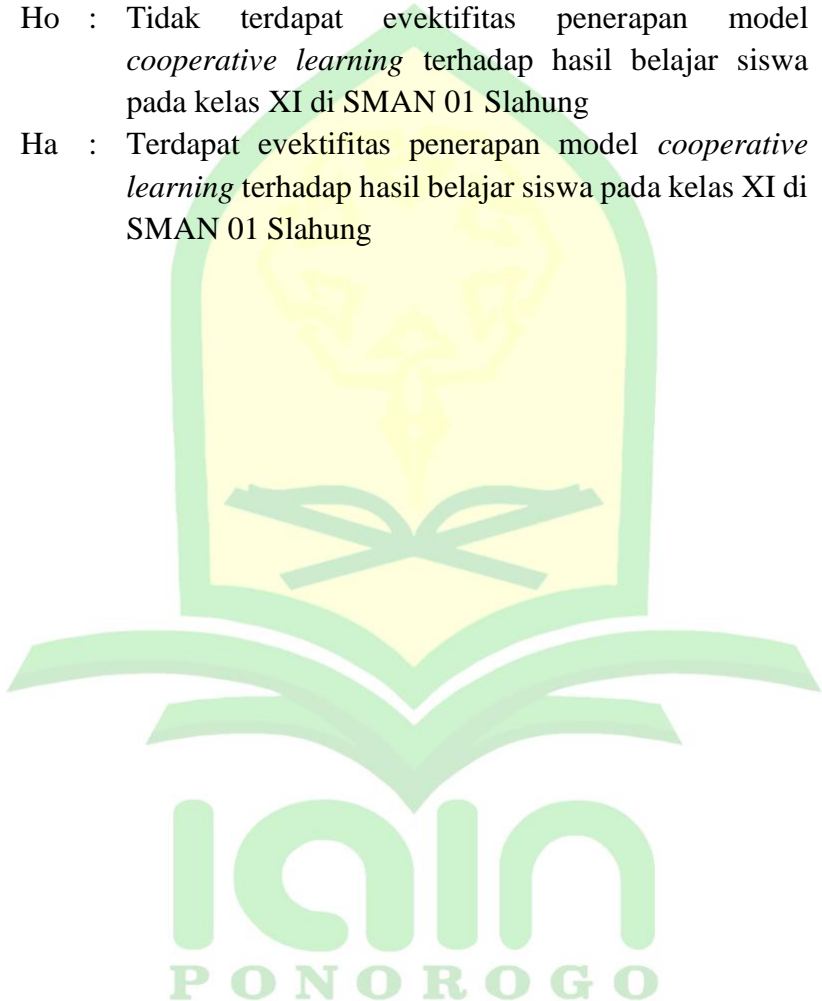 Ho : Tidak terdapat evektifitas penerapan model
cooperative learning terhadap hasil belajar siswa
pada kelas XI di SMAN 01 Slahung
Ha : Terdapat evektifitas penerapan model cooperative
learning terhadap hasil belajar siswa pada kelas XI di
SMAN 01 Slahung
iain
PONOROGO